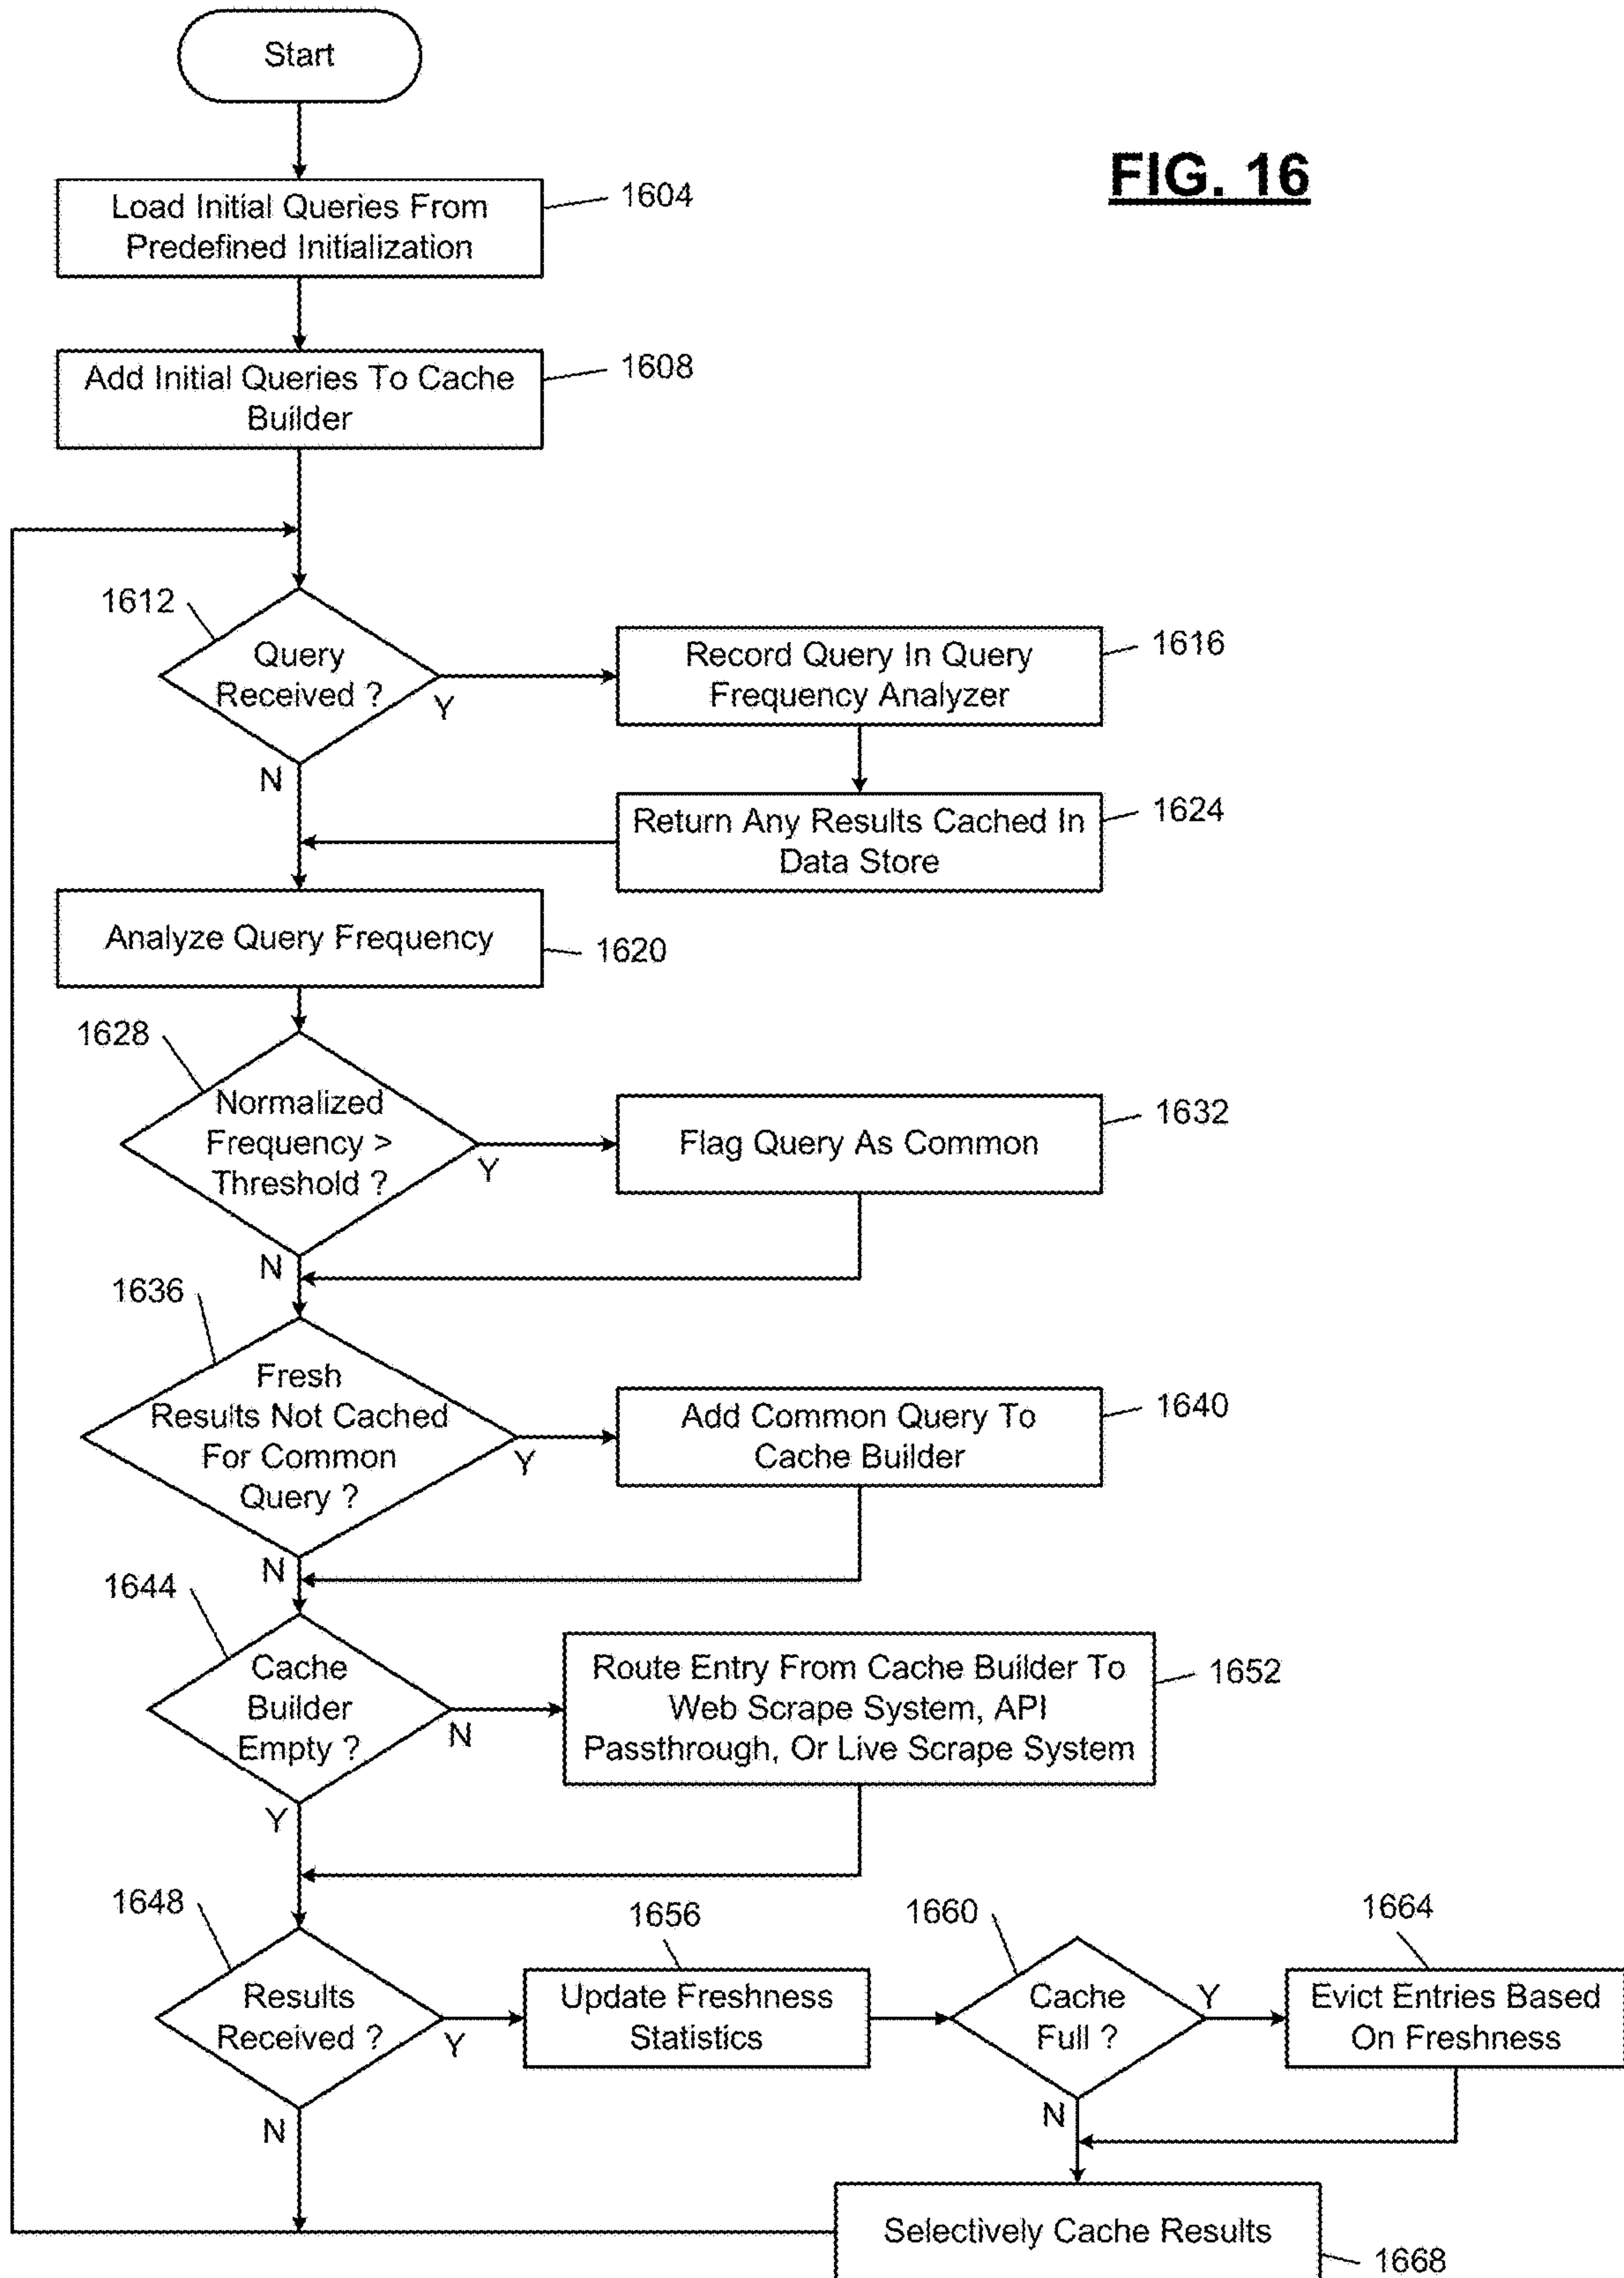 Start
FIG. 16
Load Initial Queries From
Predefined Initialization
1604
Add Initial Queries To Cache
Builder
1608
1612
Query
Received ?
Y
N
Record Query In Query
Frequency Analyzer
1616
Return Any Results Cached In
Data Store
1624
Analyze Query Frequency
1620
1628
Normalized
Frequency >
Threshold ?
Y
N
Flag Query As Common
1632
1636
Fresh
Results Not Cached
For Common
Query ?
Y
N
Add Common Query To
Cache Builder
1640
1644
Cache
Builder
Empty ?
N
Y
Route Entry From Cache Builder To
Web Scrape System, API
Passthrough, Or Live Scrape System
1652
1648
Results
Received ?
Y
N
1656
Update Freshness
Statistics
1660
Cache
Full ?
Y
N
1664
Evict Entries Based
On Freshness
Selectively Cache Results
1668